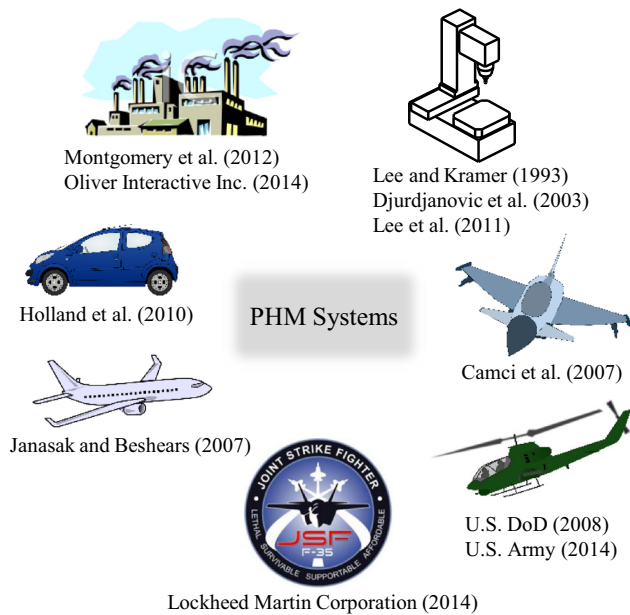 Montgomery et al. (2012)
Oliver Interactive Inc. (2014)
Lee and Kramer (1993)
Djurdjanovic et al. (2003)
Lee et al. (2011)
Holland et al. (2010)
PHM Systems
Camci et al. (2007)
Janasak and Beshears (2007)
JOINT STRIKE FIGHTER
JSF
F-35
LETHAL SURVIVABLE SUPPORTABLE AFFORDABLE
U.S. DoD (2008)
U.S. Army (2014)
Lockheed Martin Corporation (2014)